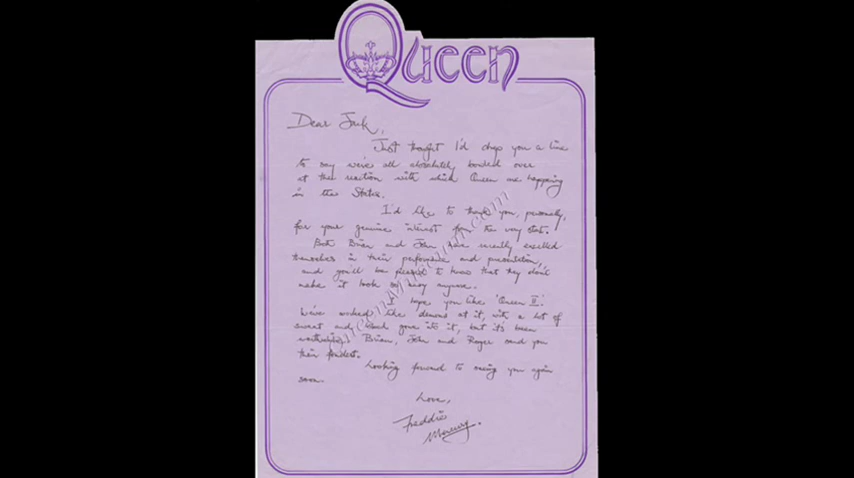 Queen
Dear Jack,
Just thought I'd drop you a line
to say we're all absolutely bowled over
at the reaction with which Queen are happening
in the States.
I'd like to thank you, personally,
for your genuine interest from the very start.
Both Brian and John have recently excelled
themselves in their performance and presentation,
and you'll be pleased to know that they don't
make it look so easy anymore.
I hope you like 'Queen II'.
We've worked like demons at it, with a lot of
sweat and blood gone into it, but it's been
worthwhile. Brian, John and Roger send you
their fondest.
Looking forward to seeing you again
soon.
Love,
Freddie
Mercury.